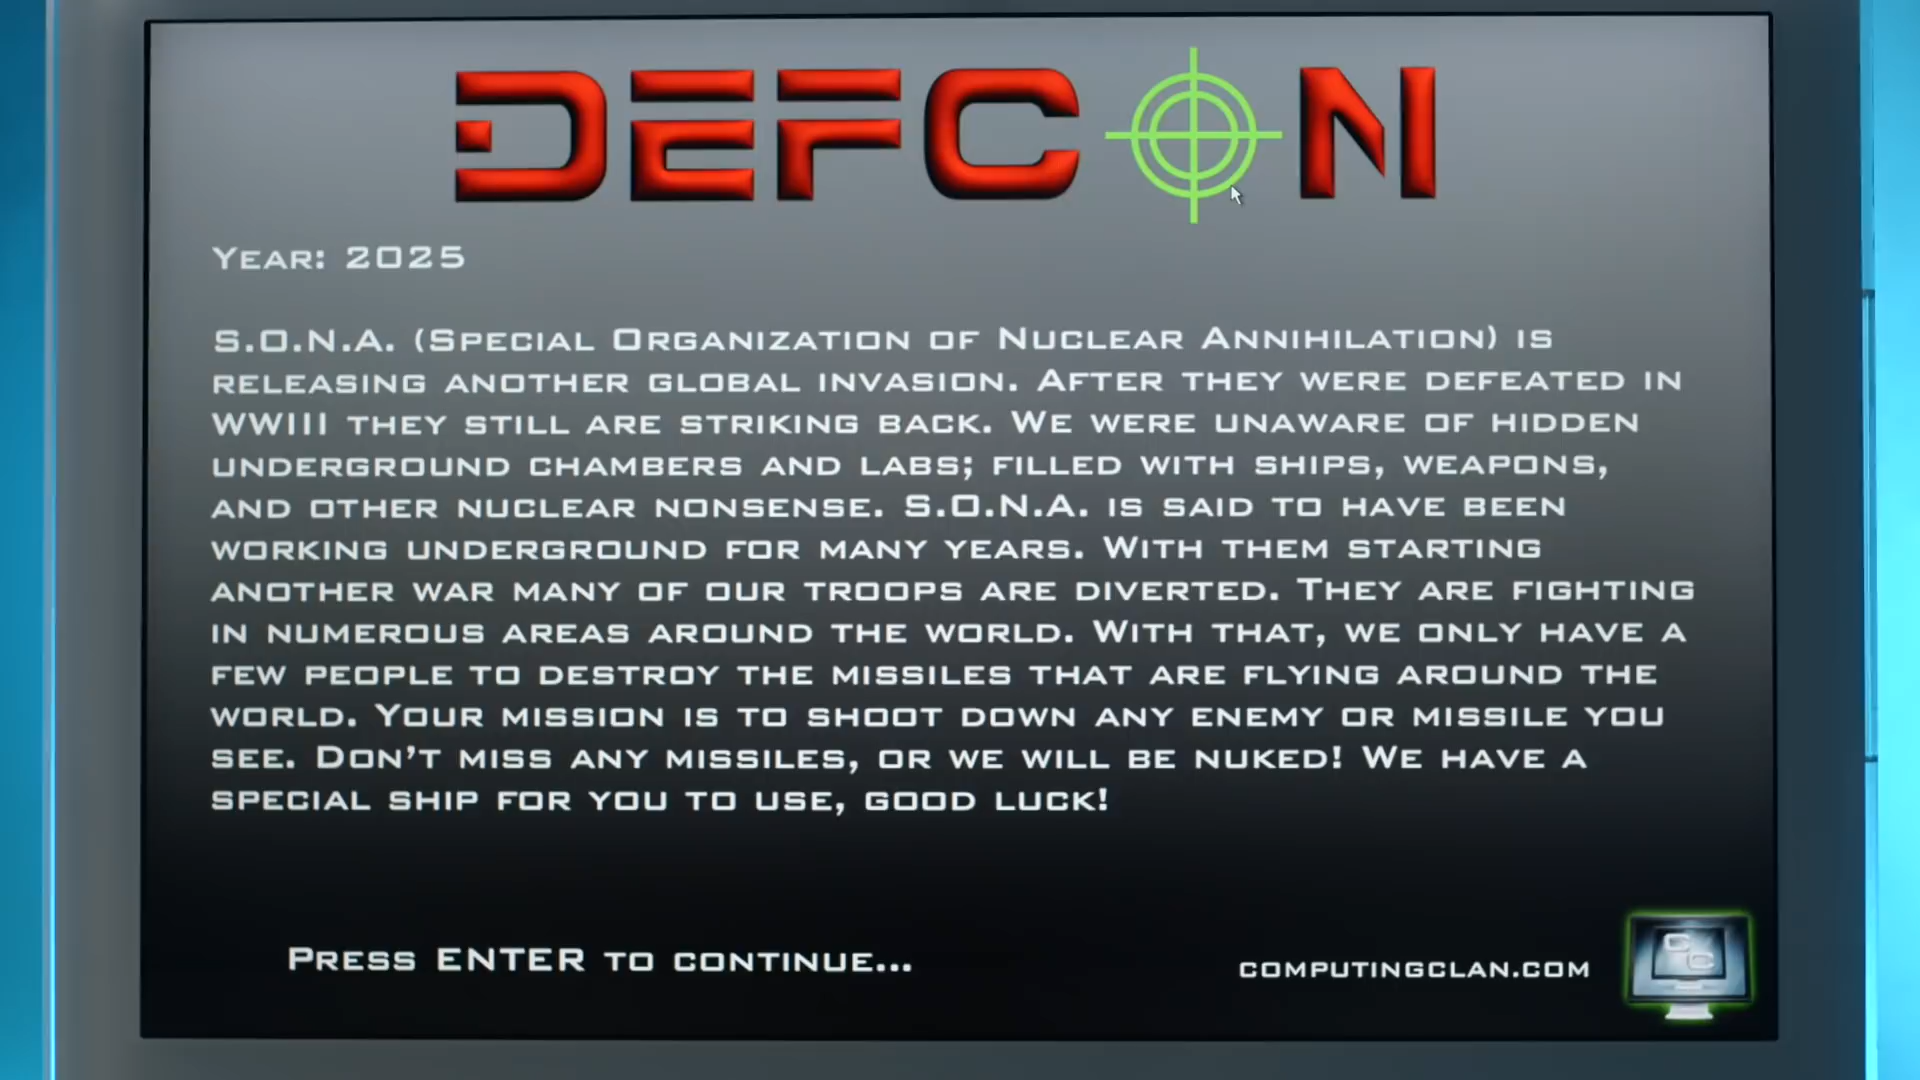 DEFCON
Year: 2025
S.O.N.A. (Special Organization of Nuclear Annihilation) is
releasing another global invasion. After they were defeated in
WWIII they still are striking back. We were unaware of hidden
underground chambers and labs; filled with ships, weapons,
and other nuclear nonsense. S.O.N.A. is said to have been
working underground for many years. With them starting
another war many of our troops are diverted. They are fighting
in numerous areas around the world. With that, we only have a
few people to destroy the missiles that are flying around the
world. Your mission is to shoot down any enemy or missile you
see. Don't miss any missiles, or we will be nuked! We have a
special ship for you to use, good luck!
Press ENTER to continue...
computingclan.com
CC